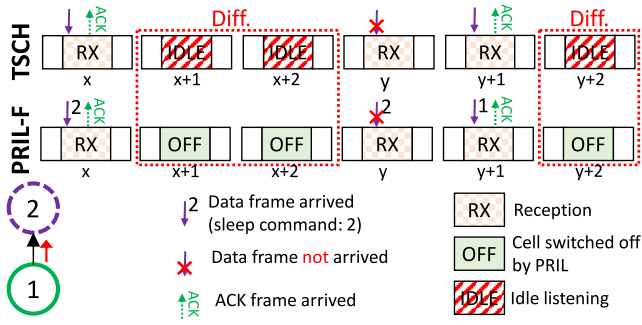 Diff. Diff.
TSCH
ACK ACK
RX IDLE IDLE RX RX IDLE
x x+1 x+2 y y+1 y+2
PRIL-F
2 ACK 2 1 ACK
RX OFF OFF RX RX OFF
x x+1 x+2 y y+1 y+2
2
1
2 Data frame arrived
(sleep command: 2)
Data frame not arrived
ACK ACK frame arrived
RX Reception
OFF Cell switched off
by PRIL
IDLE Idle listening